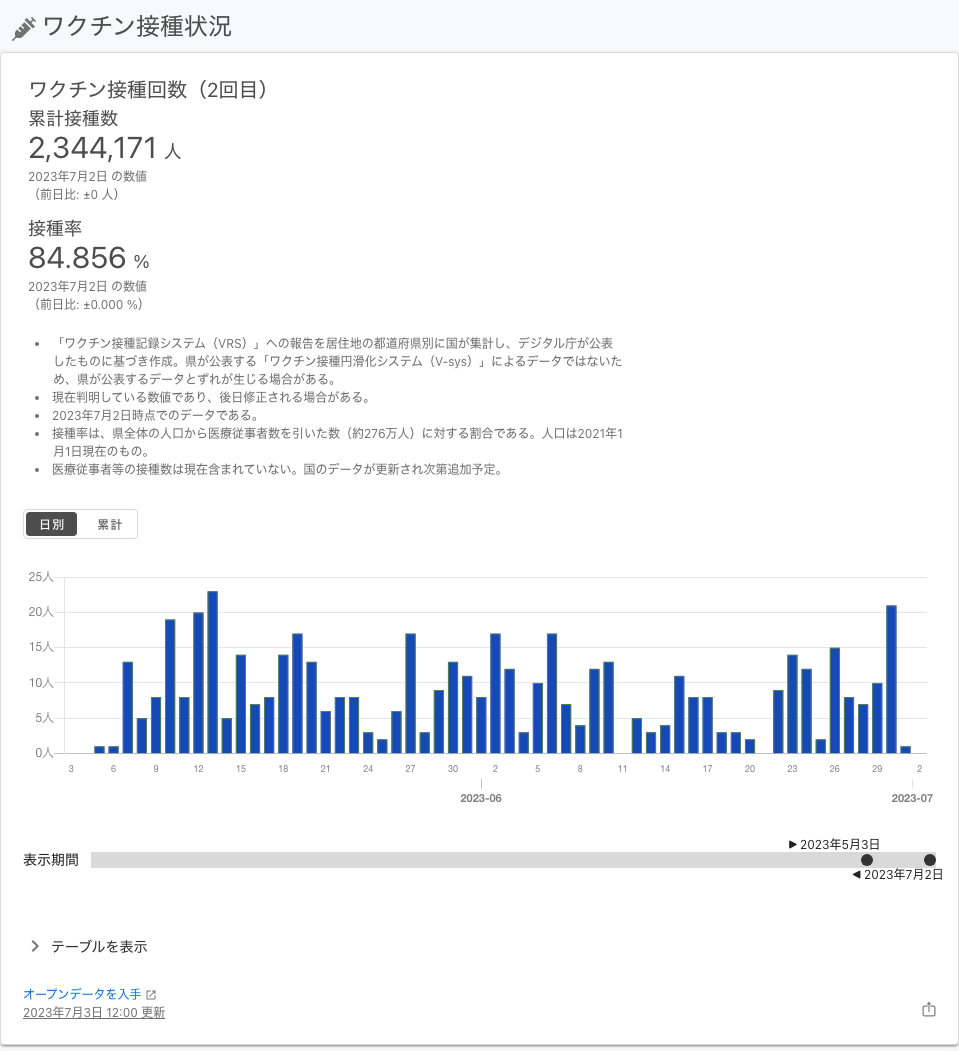 ワクチン接種状況
ワクチン接種回数（2回目）
累計接種数
2,344,171 人
2023年7月2日 の数値
（前日比: ±0 人）
接種率
84.856 %
2023年7月2日 の数値
（前日比: ±0.000 %）
• 「ワクチン接種記録システム（VRS）」への報告を居住地の都道府県別に国が集計し、デジタル庁が公表
したものに基づき作成。県が公表する「ワクチン接種円滑化システム（V-sys）」によるデータではないた
め、県が公表するデータとずれが生じる場合がある。
• 現在判明している数値であり、後日修正される場合がある。
• 2023年7月2日時点でのデータである。
• 接種率は、県全体の人口から医療従事者数を引いた数（約276万人）に対する割合である。人口は2021年1
月1日現在のもの。
• 医療従事者等の接種数は現在含まれていない。国のデータが更新され次第追加予定。
日別 累計
25人
20人
15人
10人
5人
0人
3 6 9 12 15 18 21 24 27 30 2 5 8 11 14 17 20 23 26 29 2
2023-06 2023-07
▶ 2023年5月3日
表示期間
◀ 2023年7月2日
テーブルを表示
オープンデータを入手
2023年7月3日 12:00 更新